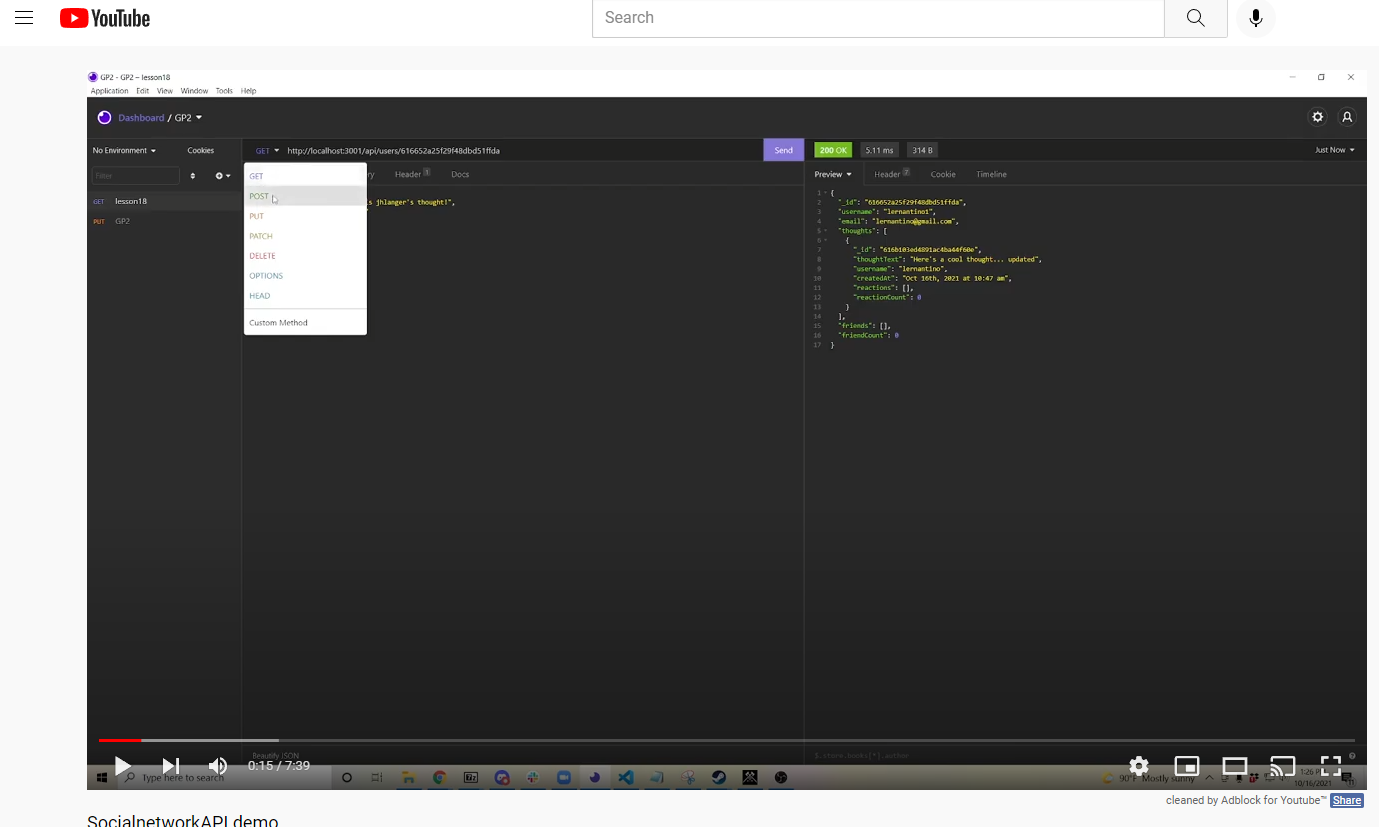 YouTube
Search
GP2 - GP2 – lesson18
Application Edit View Window Tools Help
Dashboard / GP2
No Environment Cookies
GET http://localhost:3001/api/users/616652a25f29f48dbd51ffda
Send
200 OK 5.11 ms 314 B
Just Now
Filter
GET lesson18
PUT GP2
GET
POST
PUT
PATCH
DELETE
OPTIONS
HEAD
Custom Method
ry Header 1 Docs
s jhlanger's thought!",
Preview Header 7 Cookie Timeline
1 {
2 "_id": "616652a25f29f48dbd51ffda",
3 "username": "lernantino1",
4 "email": "lernantino@gmail.com",
5 "thoughts": [
6 {
7 "_id": "616b103ed4891ac4ba44f60e",
8 "thoughtText": "Here's a cool thought... updated",
9 "username": "lernantino",
10 "createdAt": "Oct 16th, 2021 at 10:47 am",
11 "reactions": [],
12 "reactionCount": 0
13 }
14 ],
15 "friends": [],
16 "friendCount": 0
17 }
Beautify JSON
$.store.books[*].author
0:15 / 7:39
Type here to search
90°F Mostly sunny
1:26 P
10/16/2021
cleaned by Adblock for Youtube™ Share
SocialnetworkAPI demo